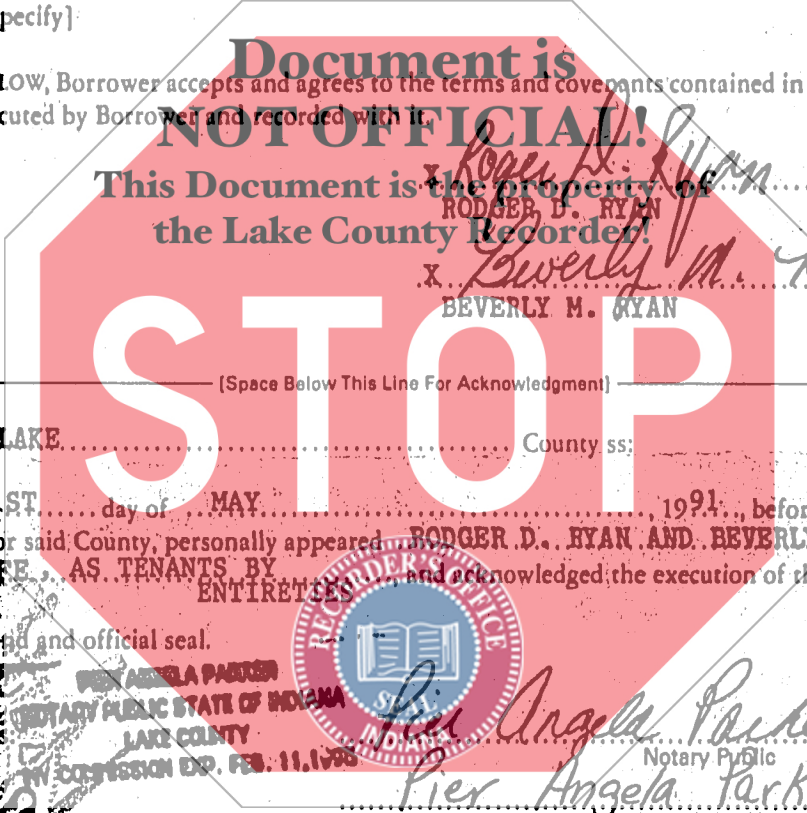 pecify]
Document is
LOW, Borrower accepts and agrees to the terms and covenants contained in
cuted by Borrower and recorded with it.
NOT OFFICIAL!
X Roger D. Ryan
This Document is the property of
RODGER D. RYAN
the Lake County Recorder!
X Beverly M.
BEVERLY M. RYAN
STOP
[Space Below This Line For Acknowledgment]
LAKE County ss:
ST day of MAY, 1991, befor
or said County, personally appeared RODGER D. RYAN AND BEVERLY
FE, AS TENANTS BY and acknowledged the execution of th
ENTIRETIES
nd and official seal.
RECORDER'S OFFICE
SEAL
INDIANA
ANGELA
NOTARY PUBLIC STATE OF INDIANA
LAKE COUNTY
MY COMMISSION EXP. FEB. 11,
Pier Angela
Notary Public
Pier Angela Park